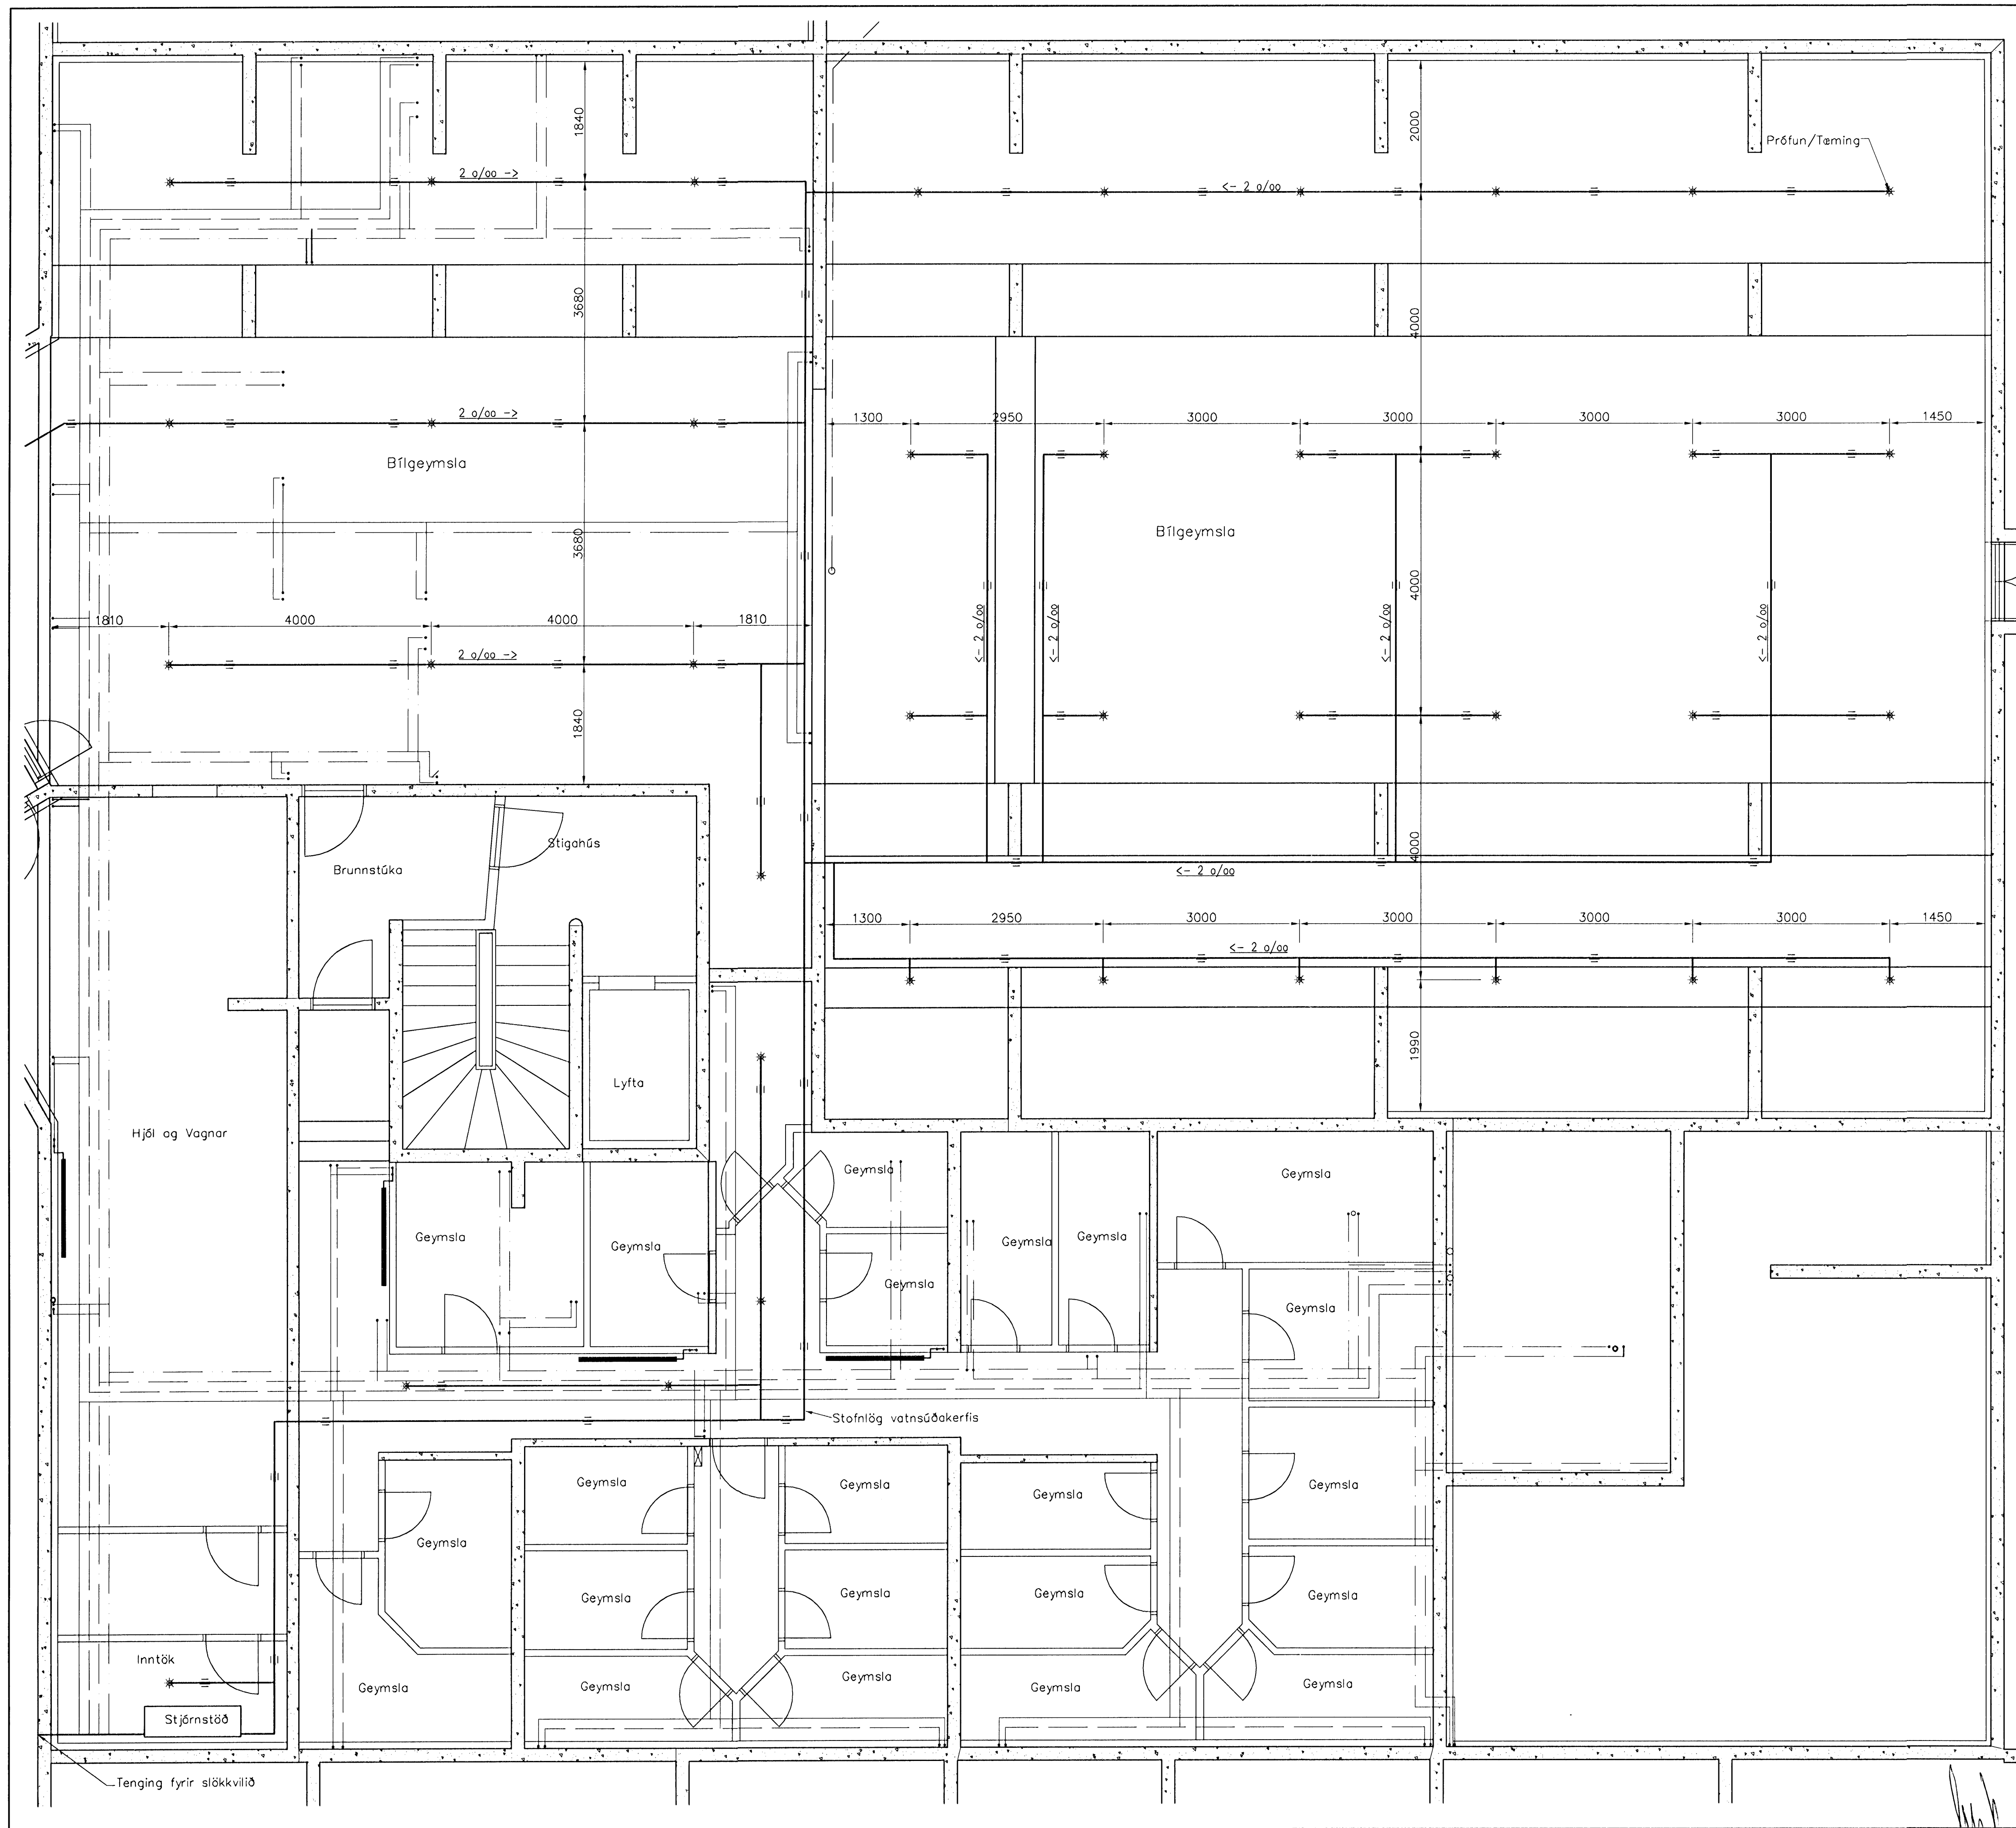 1840
2000
Prófun/Tæming
2 o/oo ->
<- 2 o/oo
3680
4000
2 o/oo ->
1300
2950
3000
3000
3000
3000
1450
Bílgeymsla
Bílgeymsla
3680
4000
<- 2 o/oo
<- 2 o/oo
<- 2 o/oo
<- 2 o/oo
1810
4000
4000
1810
2 o/oo ->
1840
Stigahús
4000
Brunnstúka
<- 2 o/oo
1300
2950
3000
3000
3000
3000
1450
<- 2 o/oo
1990
Lyfta
Hjól og Vagnar
Geymsla
Geymsla
Geymsla
Geymsla
Geymsla
Geymsla
Geymsla
Geymsla
Geymsla
Stofnlög vatnsúðakerfis
Geymsla
Geymsla
Geymsla
Geymsla
Geymsla
Geymsla
Geymsla
Geymsla
Geymsla
Inntök
Geymsla
Geymsla
Geymsla
Geymsla
Geymsla
Stjórnstöð
Tenging fyrir slökkvilið